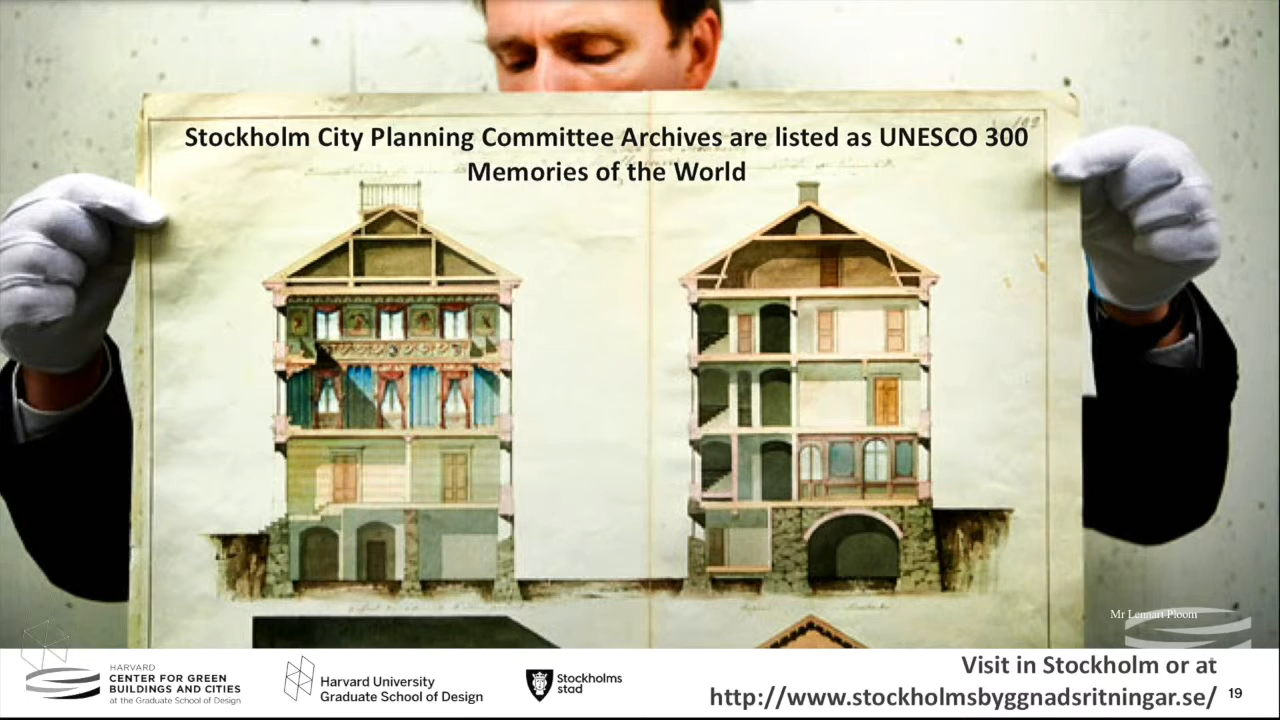 Stockholm City Planning Committee Archives are listed as UNESCO 300
Memories of the World
Mr Lennart Ploom
HARVARD
CENTER FOR GREEN
BUILDINGS AND CITIES
at the Graduate School of Design
Harvard University
Graduate School of Design
Stockholms
stad
Visit in Stockholm or at
http://www.stockholmsbyggnadsritningar.se/
19